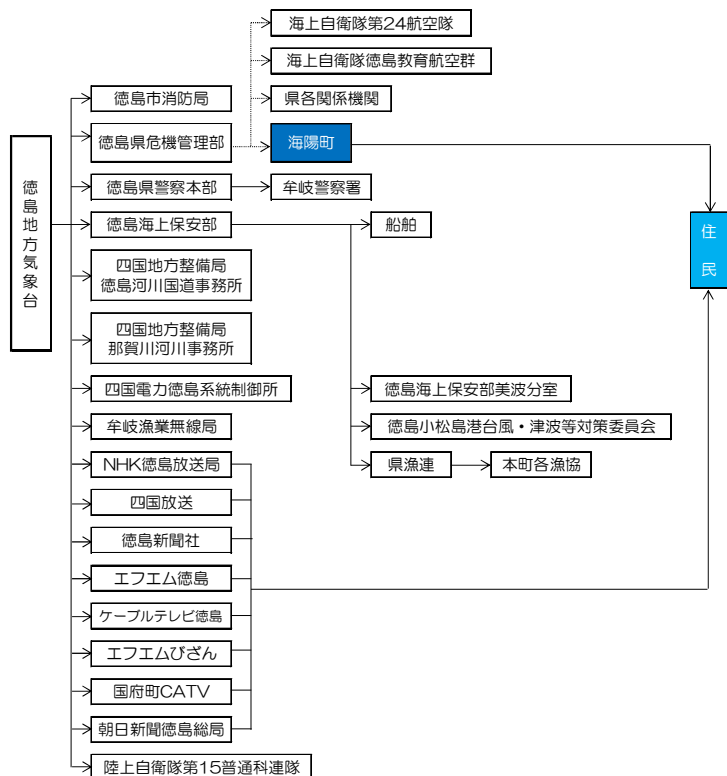 海上自衛隊第24航空隊
海上自衛隊徳島教育航空群
徳島市消防局
県各関係機関
徳島県危機管理部
海陽町
徳島地方気象台
徳島県警察本部
牟岐警察署
徳島海上保安部
船舶
住民
四国地方整備局
徳島河川国道事務所
四国地方整備局
那賀川河川事務所
四国電力徳島系統制御所
徳島海上保安部美波分室
牟岐漁業無線局
徳島小松島港台風・津波等対策委員会
NHK徳島放送局
県漁連
本町各漁協
四国放送
徳島新聞社
エフエム徳島
ケーブルテレビ徳島
エフエムびざん
国府町CATV
朝日新聞徳島総局
陸上自衛隊第15普通科連隊